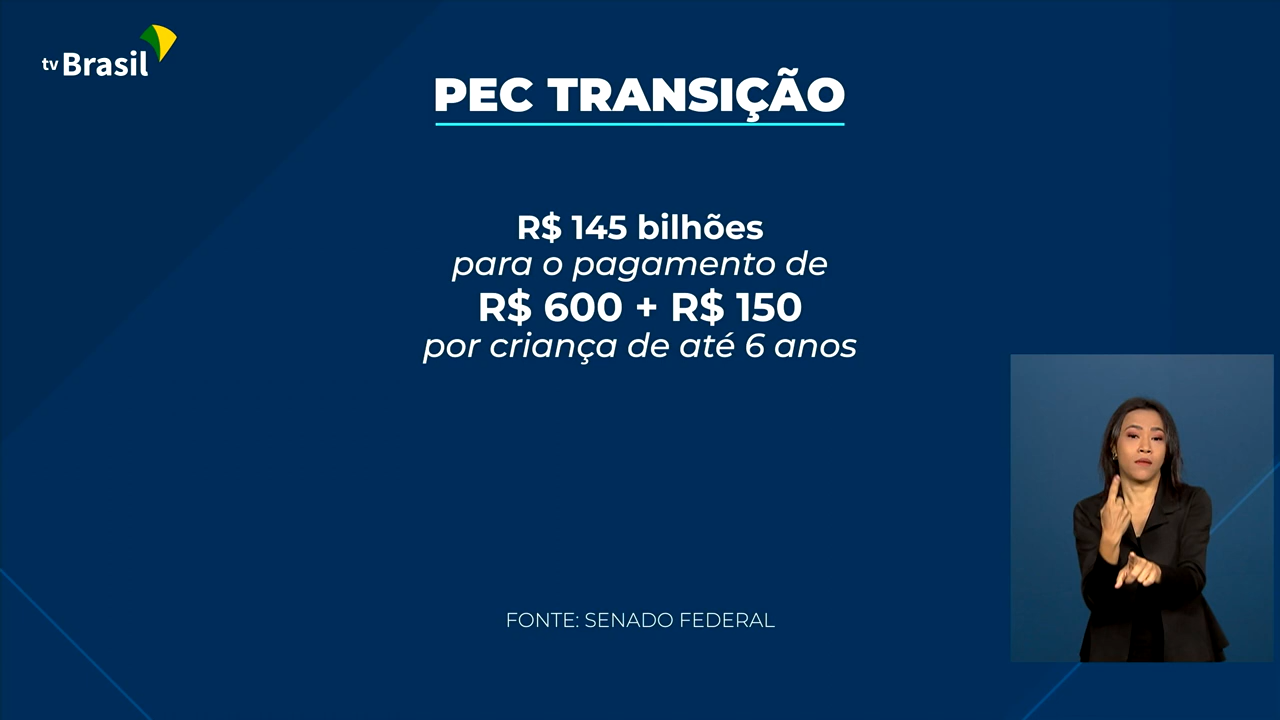 tv Brasil
PEC TRANSIÇÃO
R$ 145 bilhões
para o pagamento de
R$ 600 + R$ 150
por criança de até 6 anos
FONTE: SENADO FEDERAL